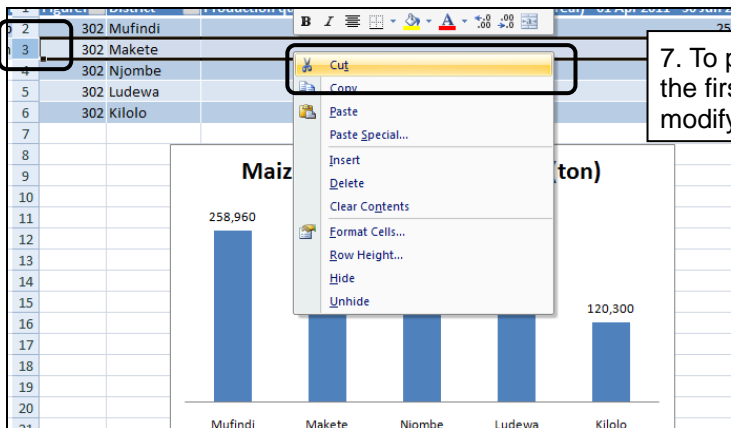 B I A
2 302 Mufindi 25
3 302 Makete
4 302 Njombe
5 302 Ludewa
6 302 Kilolo
7
8
9
10
11
12
13
14
15
16
17
18
19
20
21
Cut
Copy
Paste
Paste Special...
Insert
Delete
Clear Contents
Format Cells...
Row Height...
Hide
Unhide
7. To p
the firs
modify
Maiz (ton)
258,960
120,300
Mufindi Makete Njombe Ludewa Kilolo